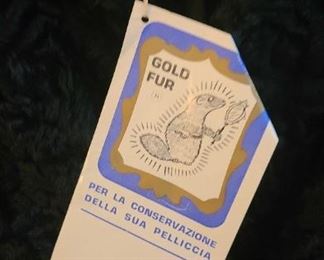 GOLD
FUR
PER LA CONSERVAZIONE
DELLA SUA PELLICCIA